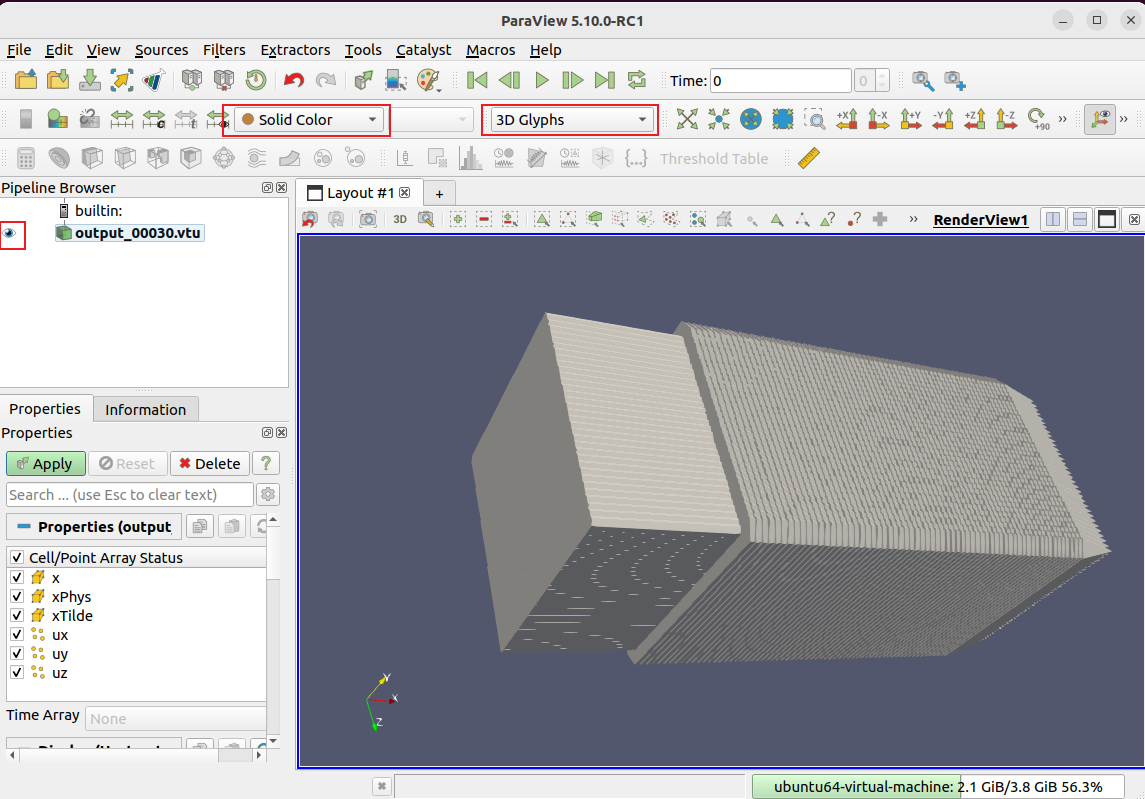 ParaView 5.10.0-RC1
File Edit View Sources Filters Extractors Tools Catalyst Macros Help
Time: 0 0
Solid Color 3D Glyphs +X -X +Y -Y +Z -Z +90 »  »
Threshold Table
Pipeline Browser
Layout #1 +
builtin:
3D » RenderView1
output_00030.vtu
Properties Information
Properties
Apply Reset Delete ?
Search ... (use Esc to clear text)
Properties (output
Cell/Point Array Status
x
xPhys
xTilde
ux
uy
uz
Time Array None
Y
X
Z
ubuntu64-virtual-machine: 2.1 GiB/3.8 GiB 56.3%